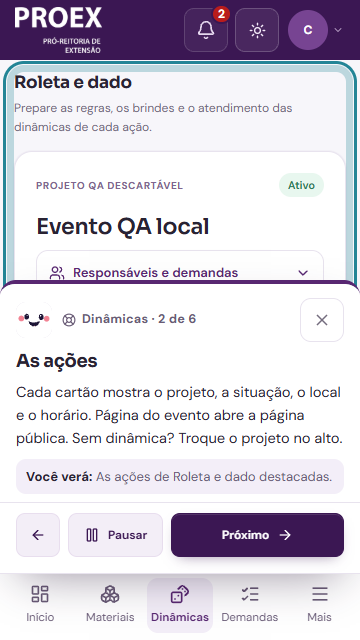 PROEX
PRÓ-REITORIA DE
EXTENSÃO
2
C
Roleta e dado
Prepare as regras, os brindes e o atendimento das
dinâmicas de cada ação.
PROJETO QA DESCARTÁVEL
Ativo
Evento QA local
Responsáveis e demandas
Dinâmicas · 2 de 6
As ações
Cada cartão mostra o projeto, a situação, o local
e o horário. Página do evento abre a página
pública. Sem dinâmica? Troque o projeto no alto.
Você verá: As ações de Roleta e dado destacadas.
Pausar
Próximo
Início
Materiais
Dinâmicas
Demandas
Mais